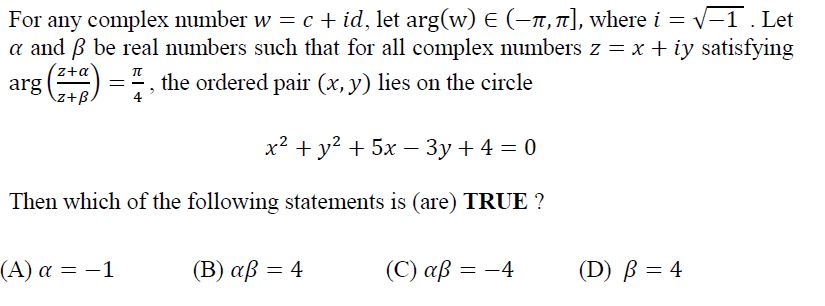 For any complex number w = c + id, let arg(w) ∈ (−π, π], where i = √−1 . Let
α and β be real numbers such that for all complex numbers z = x + iy satisfying
arg((z+α)/(z+β)) = π/4 , the ordered pair (x, y) lies on the circle
x² + y² + 5x − 3y + 4 = 0
Then which of the following statements is (are) TRUE ?
(A) α = −1 (B) αβ = 4 (C) αβ = −4 (D) β = 4